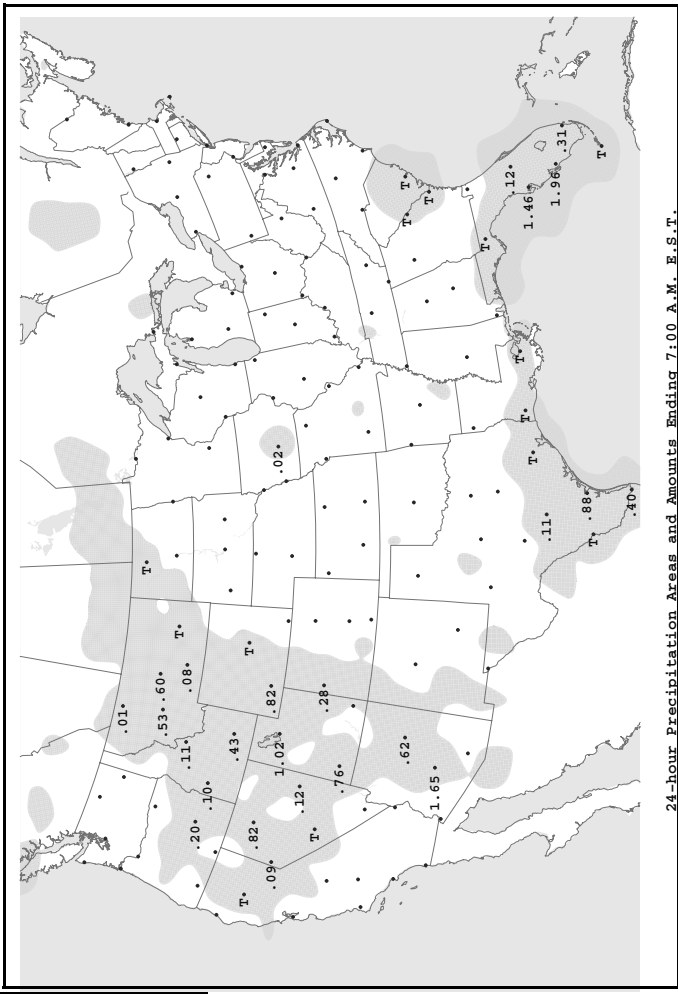 .01
T
.60
.53
T
.08
.11
.20
.10
.43
T
T
.82
.82
.09
.02
1.02
.12
T
.28
.76
.62
T
T
T
1.65
T
.12
T
T
1.46
T
.11
1.96
.31
.88
T
T
.40
24-hour Precipitation Areas and Amounts Ending 7:00 A.M. E.S.T.